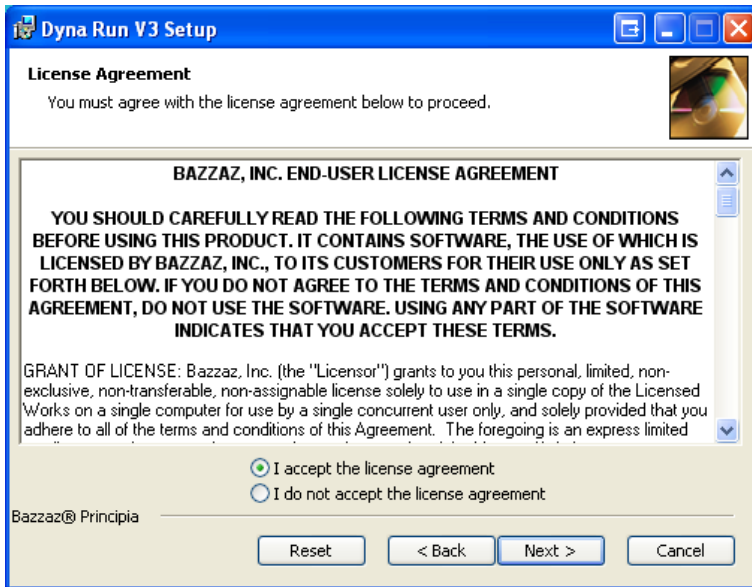 Dyna Run V3 Setup
License Agreement
You must agree with the license agreement below to proceed.
BAZZAZ, INC. END-USER LICENSE AGREEMENT
YOU SHOULD CAREFULLY READ THE FOLLOWING TERMS AND CONDITIONS
BEFORE USING THIS PRODUCT. IT CONTAINS SOFTWARE, THE USE OF WHICH IS
LICENSED BY BAZZAZ, INC., TO ITS CUSTOMERS FOR THEIR USE ONLY AS SET
FORTH BELOW. IF YOU DO NOT AGREE TO THE TERMS AND CONDITIONS OF THIS
AGREEMENT, DO NOT USE THE SOFTWARE. USING ANY PART OF THE SOFTWARE
INDICATES THAT YOU ACCEPT THESE TERMS.
GRANT OF LICENSE: Bazzaz, Inc. (the "Licensor") grants to you this personal, limited, non-
exclusive, non-transferable, non-assignable license solely to use in a single copy of the Licensed
Works on a single computer for use by a single concurrent user only, and solely provided that you
adhere to all of the terms and conditions of this Agreement.  The foregoing is an express limited
I accept the license agreement
I do not accept the license agreement
Bazzaz® Principia
Reset
< Back
Next >
Cancel